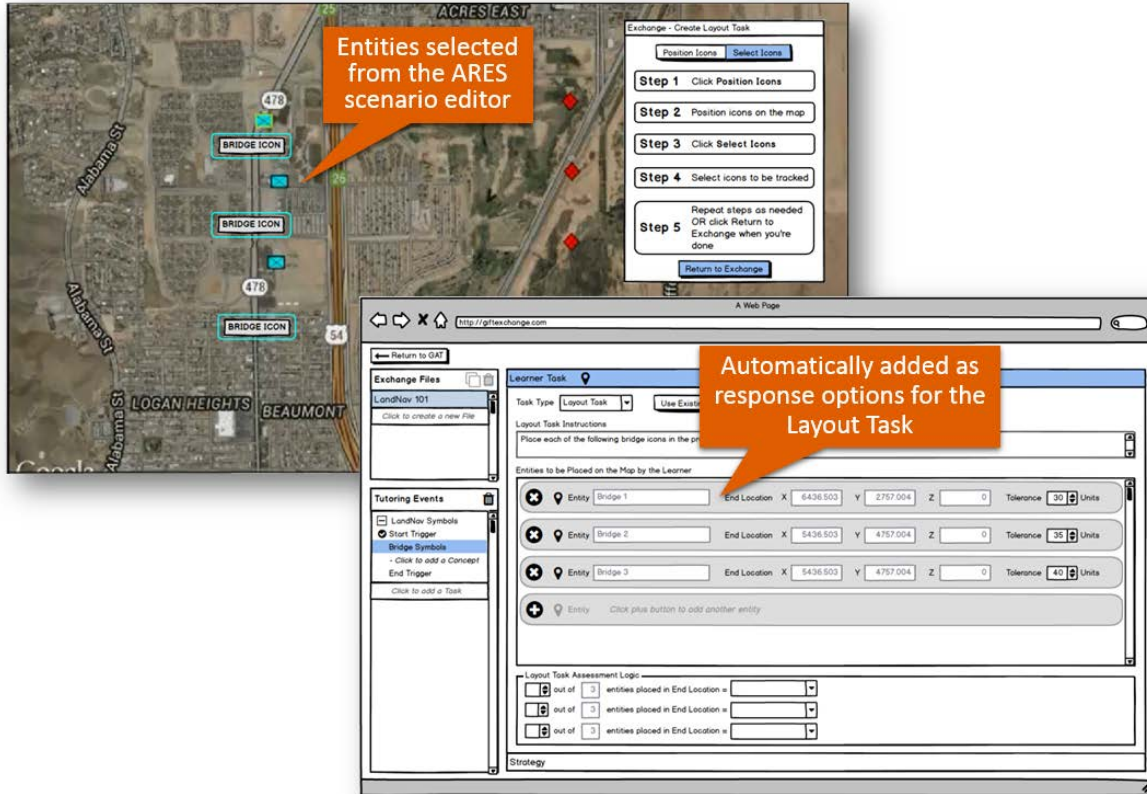 25
ACRES EAST
Entities selected
from the ARES
scenario editor
478
BRIDGE ICON
Alabama St
26
BRIDGE ICON
478
BRIDGE ICON
54
Alabama St
LOGAN HEIGHTS
BEAUMONT
Alabama St
Exchange - Create Layout Task
Position Icons Select Icons
Step 1 Click Position Icons
Step 2 Position icons on the map
Step 3 Click Select Icons
Step 4 Select icons to be tracked
Step 5 Repeat steps as needed
OR click Return to
Exchange when you're
done
Return to Exchange
A Web Page
http://giftexchange.com
Return to GAT
Exchange Files
LandNav 101
Click to create a new File
Tutoring Events
LandNav Symbols
Start Trigger
Bridge Symbols
- Click to add a Concept
End Trigger
Click to add a Task
Learner Task
Automatically added as
response options for the
Layout Task
Task Type Layout Task
Layout Task Instructions
Place each of the following bridge icons in the
Entities to be Placed on the Map by the Learner
Entity Bridge 1 End Location X 6436.503 Y 2757.004 Z 0 Tolerance 30 Units
Entity Bridge 2 End Location X 5436.503 Y 4757.004 Z 0 Tolerance 35 Units
Entity Bridge 3 End Location X 5436.503 Y 4757.004 Z 0 Tolerance 40 Units
Entity Click plus button to add another entity
Layout Task Assessment Logic
out of 3 entities placed in End Location =
out of 3 entities placed in End Location =
out of 3 entities placed in End Location =
Strategy